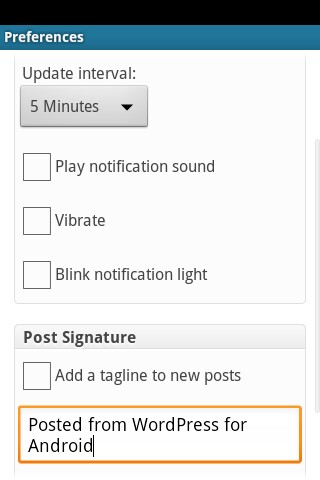 Preferences
Update interval:
5 Minutes
Play notification sound
Vibrate
Blink notification light
Post Signature
Add a tagline to new posts
Posted from WordPress for
Android